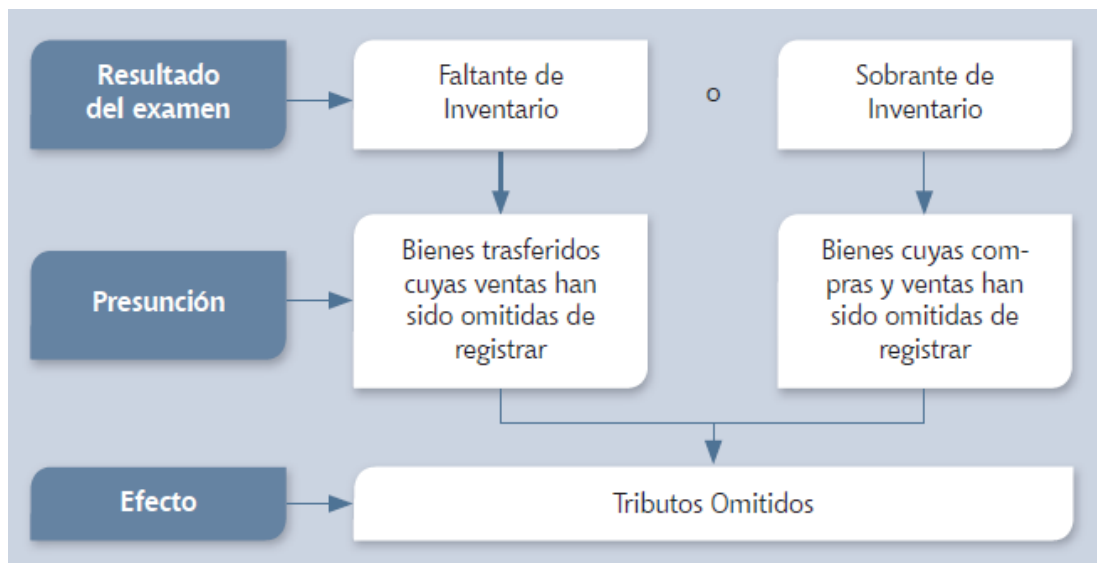 Resultado
del examen
Faltante de
Inventario
o
Sobrante de
Inventario
Presunción
Bienes trasferidos
cuyas ventas han
sido omitidas de
registrar
Bienes cuyas com-
pras y ventas han
sido omitidas de
registrar
Efecto
Tributos Omitidos